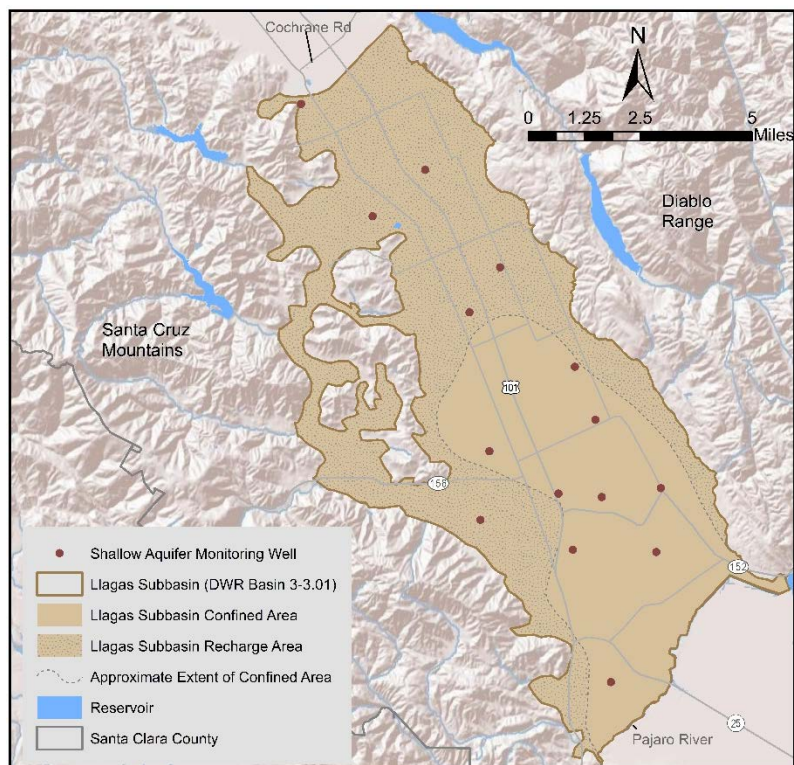 Cochrane Rd
N
0 1.25 2.5 5
Miles
Diablo
Range
Santa Cruz
Mountains
101
156
152
25
Pajaro River
Shallow Aquifer Monitoring Well
Llagas Subbasin (DWR Basin 3-3.01)
Llagas Subbasin Confined Area
Llagas Subbasin Recharge Area
Approximate Extent of Confined Area
Reservoir
Santa Clara County